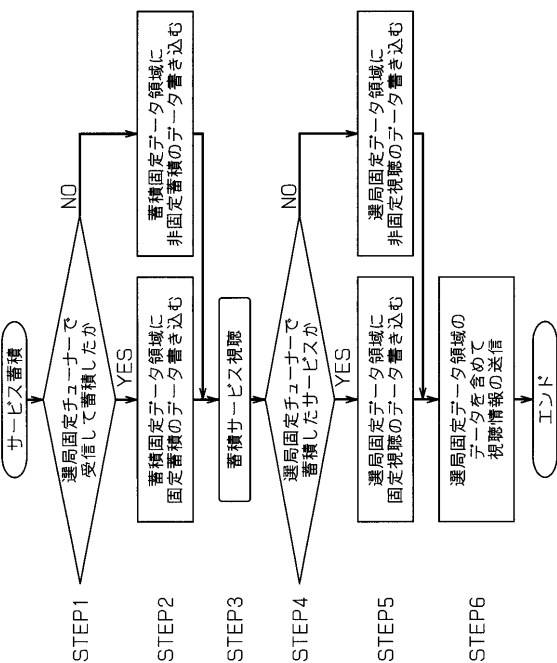 サービス蓄積
STEP1
選局固定チューナーで
受信して蓄積したか
NO
YES
STEP2
蓄積固定データ領域に
固定蓄積のデータ書き込む
蓄積固定データ領域に
非固定蓄積のデータ書き込む
STEP3
蓄積サービス視聴
STEP4
選局固定チューナーで
蓄積したサービスか
NO
YES
STEP5
選局固定データ領域に
固定視聴のデータ書き込む
選局固定データ領域に
非固定視聴のデータ書き込む
STEP6
選局固定データ領域の
データを含めて
視聴情報の送信
エンド